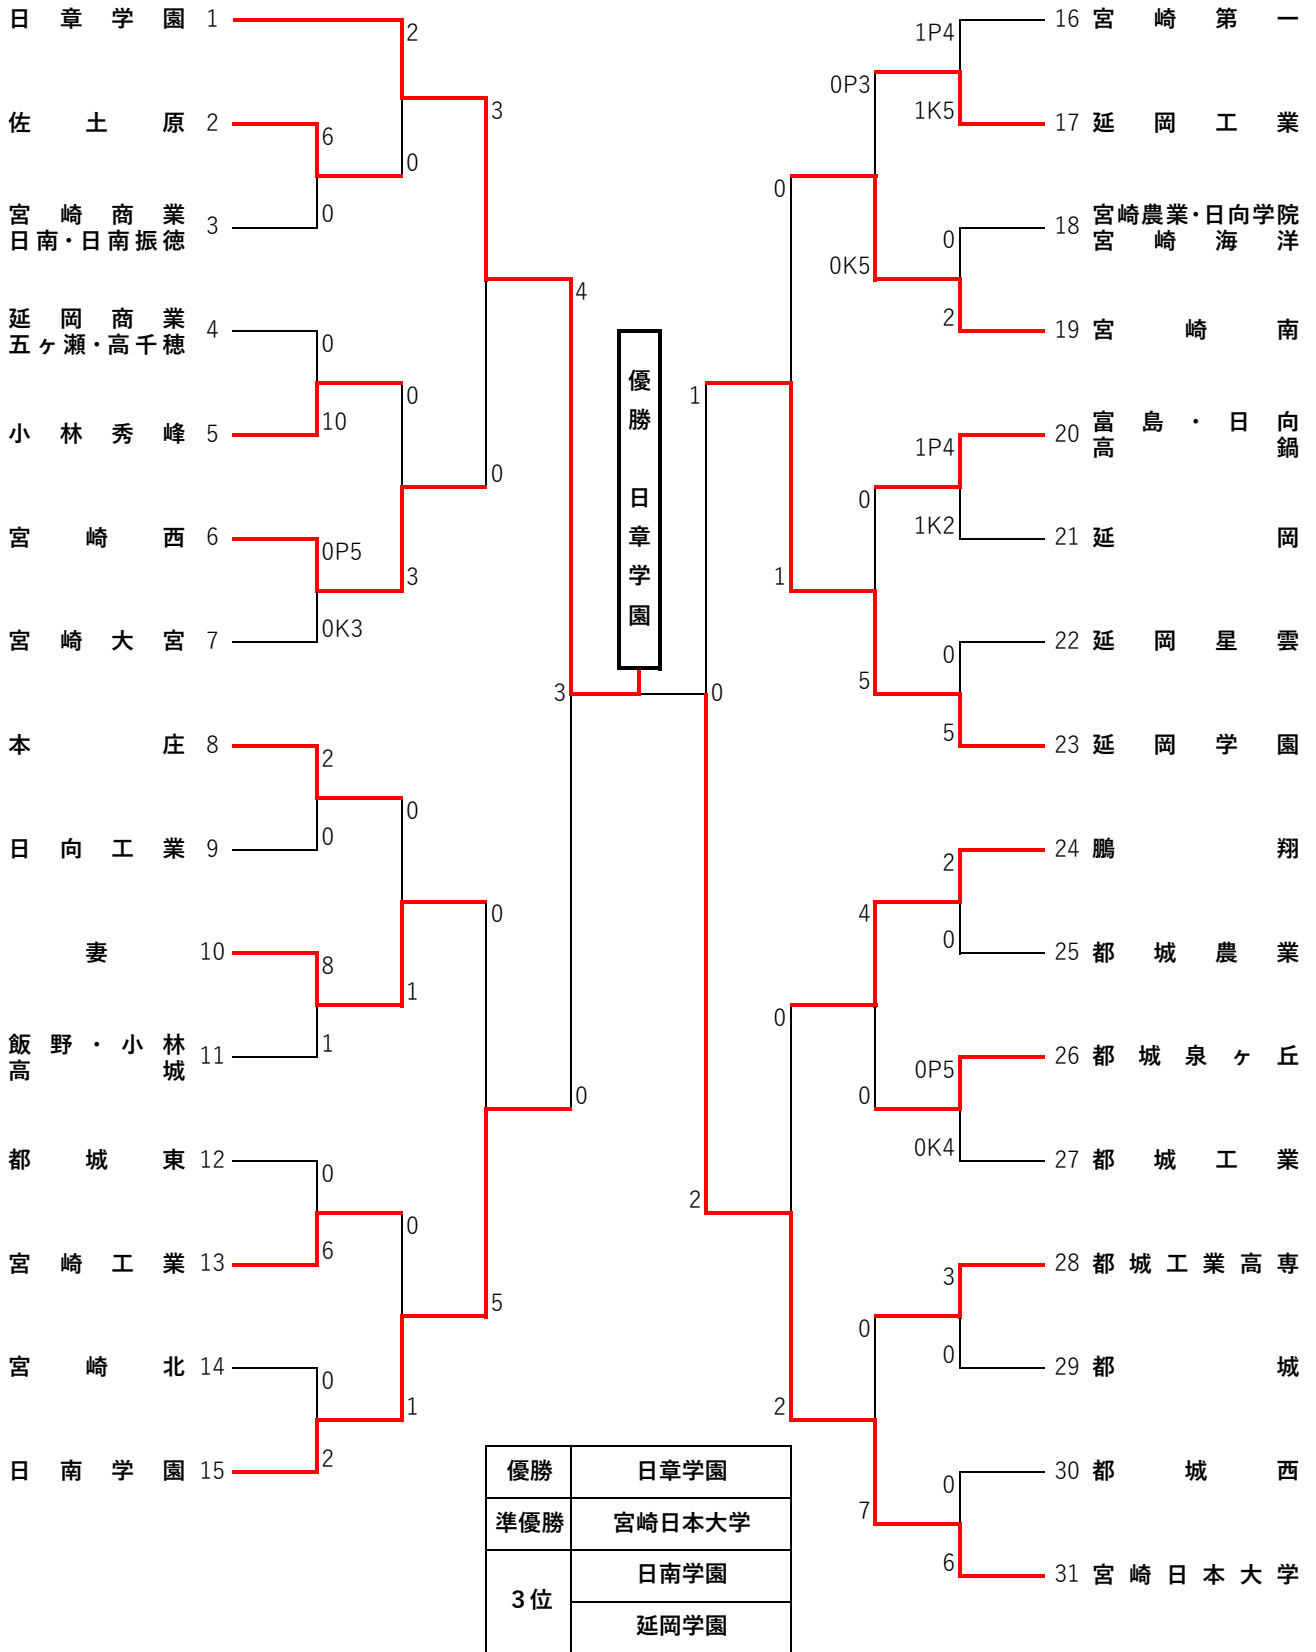 日章学園 1
佐土原 2
宮崎商業
日南・日南振徳 3
延岡商業
五ヶ瀬・高千穂 4
小林秀峰 5
宮崎西 6
宮崎大宮 7
本庄 8
日向工業 9
妻 10
飯野・小林
高城 11
都城東 12
宮崎工業 13
宮崎北 14
日南学園 15
6
0
0
10
0P5
0K3
2
0
8
1
0
6
0
2
2
0
0
3
0
1
0
1
3
0
0
5
4
0
3
優勝 日章学園
0
1
2
0
1
0
2
0P3
0K5
0
5
4
0
0
7
1P4
1K5
0
2
1P4
1K2
0
5
2
0
0P5
0K4
3
0
0
6
16 宮崎第一
17 延岡工業
18 宮崎農業・日向学院
宮崎海洋
19 宮崎南
20 富島・日向
高鍋
21 延岡
22 延岡星雲
23 延岡学園
24 鵬翔
25 都城農業
26 都城泉ヶ丘
27 都城工業
28 都城工業高専
29 都城
30 都城西
31 宮崎日本大学
優勝 日章学園
準優勝 宮崎日本大学
3位 日南学園
延岡学園